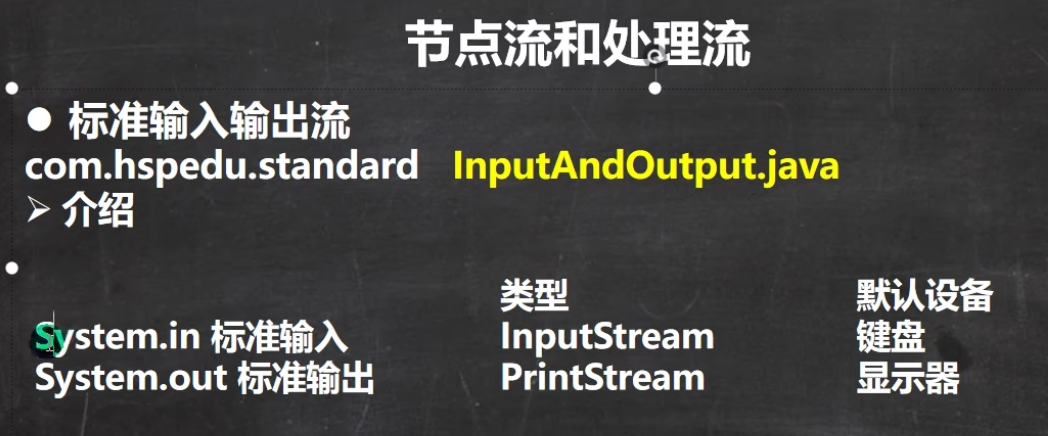 节点流和处理流
● 标准输入输出流
com.hspedu.standard InputAndOutput.java
➢ 介绍
类型 默认设备
System.in 标准输入 InputStream 键盘
System.out 标准输出 PrintStream 显示器